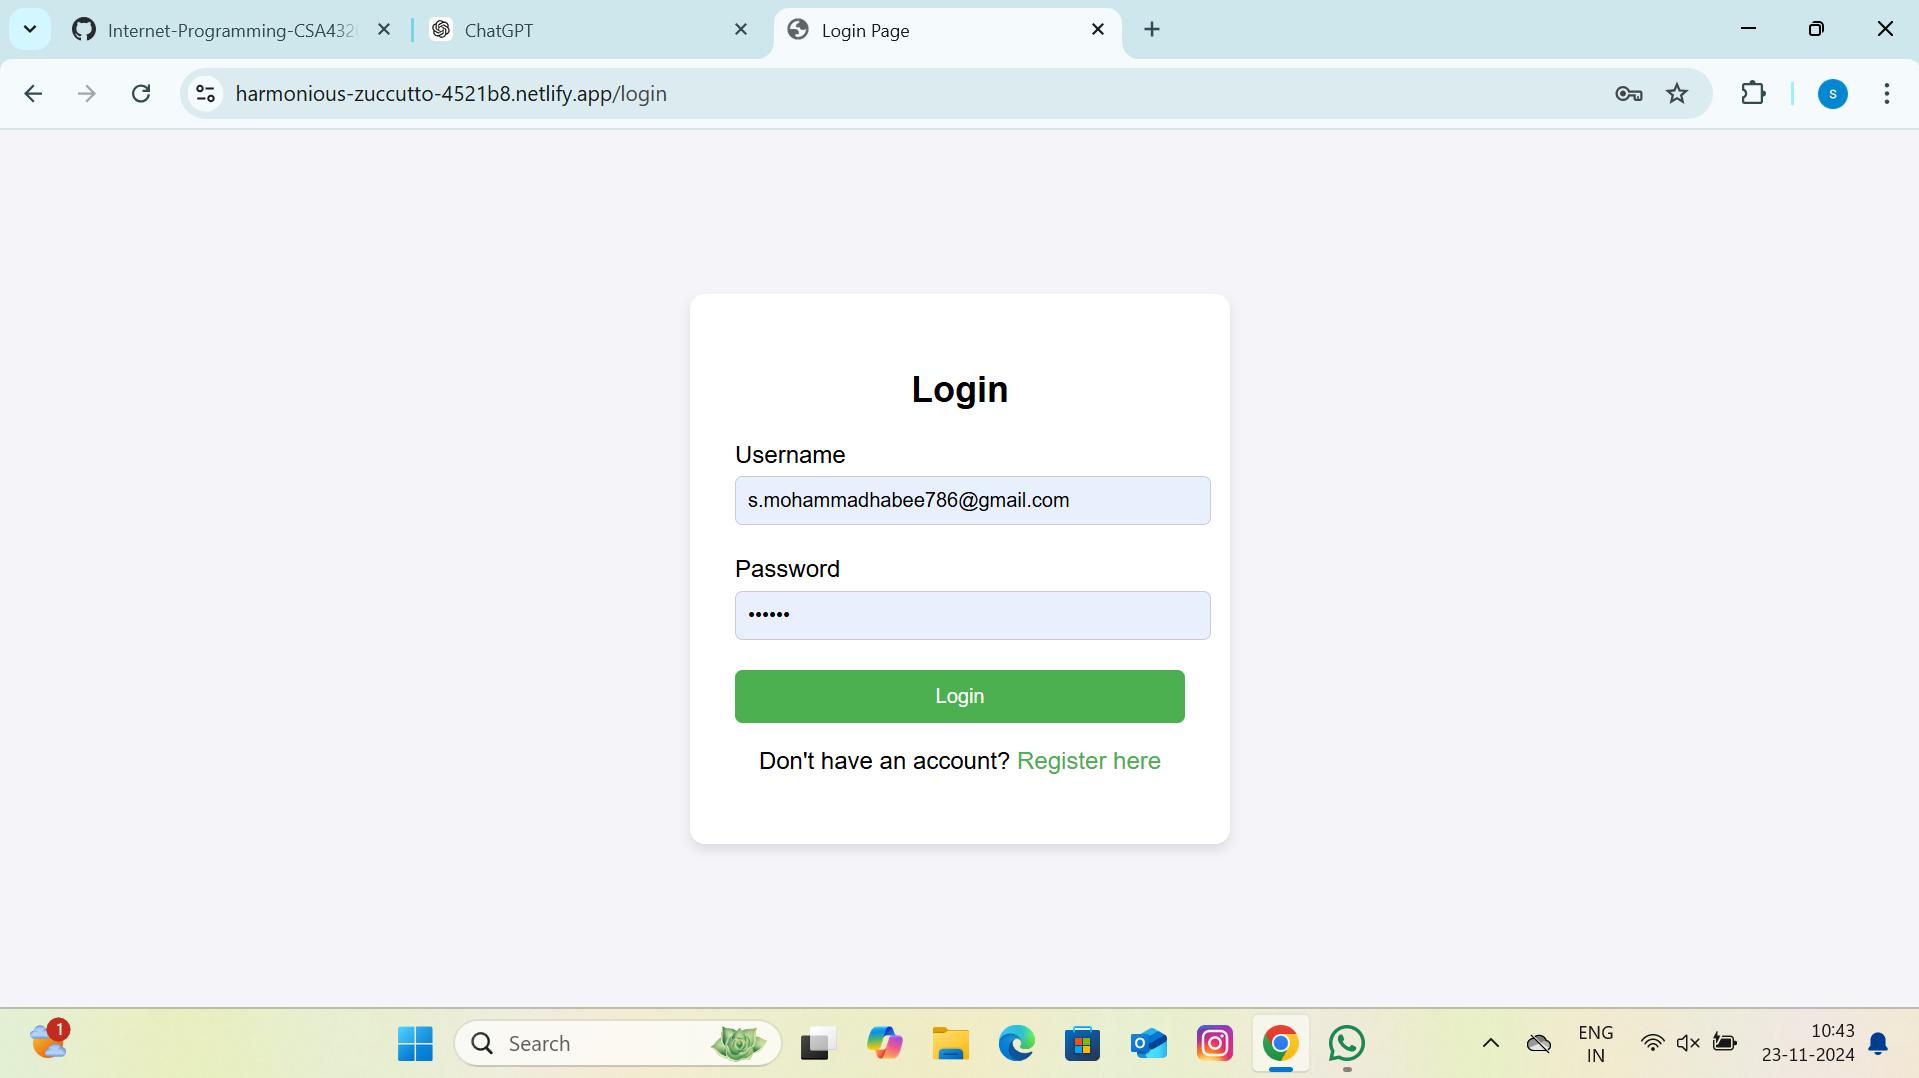 Internet-Programming-CSA432
ChatGPT
Login Page
harmonious-zuccutto-4521b8.netlify.app/login
s
Login
Username
s.mohammadhabee786@gmail.com
Password
••••••
Login
Don't have an account? Register here
1
Search
ENG
IN
10:43
23-11-2024